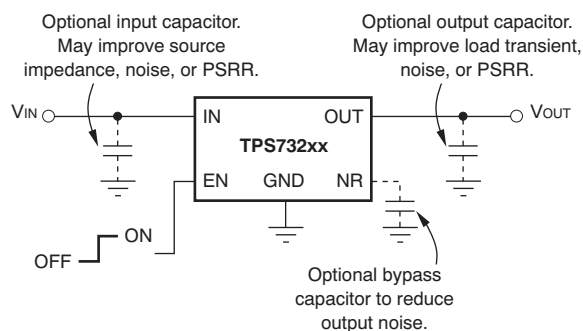 Optional input capacitor.
May improve source
impedance, noise, or PSRR.
Optional output capacitor.
May improve load transient,
noise, or PSRR.
VIN
IN
OUT
VOUT
TPS732xx
EN
GND
NR
ON
OFF
Optional bypass
capacitor to reduce
output noise.